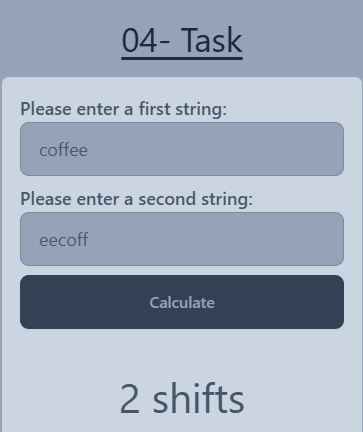 04- Task
Please enter a first string:
coffee
Please enter a second string:
eecoff
Calculate
2 shifts